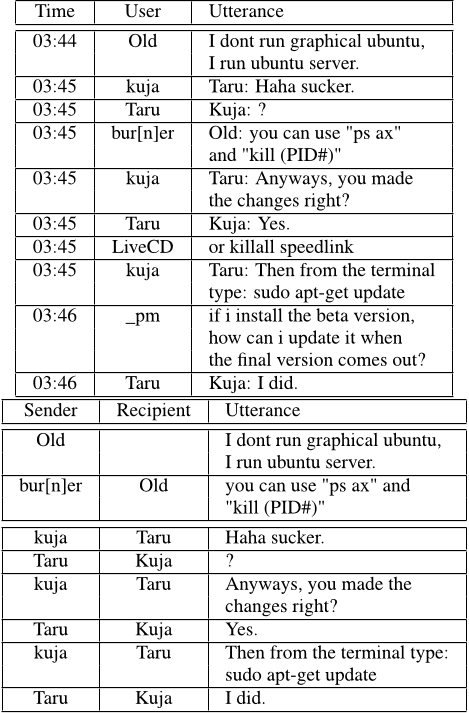 Time User Utterance
03:44 Old I dont run graphical ubuntu,
I run ubuntu server.
03:45 kuja Taru: Haha sucker.
03:45 Taru Kuja: ?
03:45 bur[n]er Old: you can use "ps ax"
and "kill (PID#)"
03:45 kuja Taru: Anyways, you made
the changes right?
03:45 Taru Kuja: Yes.
03:45 LiveCD or killall speedlink
03:45 kuja Taru: Then from the terminal
type: sudo apt-get update
03:46 _pm if i install the beta version,
how can i update it when
the final version comes out?
03:46 Taru Kuja: I did.
Sender Recipient Utterance
Old I dont run graphical ubuntu,
I run ubuntu server.
bur[n]er Old you can use "ps ax" and
"kill (PID#)"
kuja Taru Haha sucker.
Taru Kuja ?
kuja Taru Anyways, you made the
changes right?
Taru Kuja Yes.
kuja Taru Then from the terminal type:
sudo apt-get update
Taru Kuja I did.